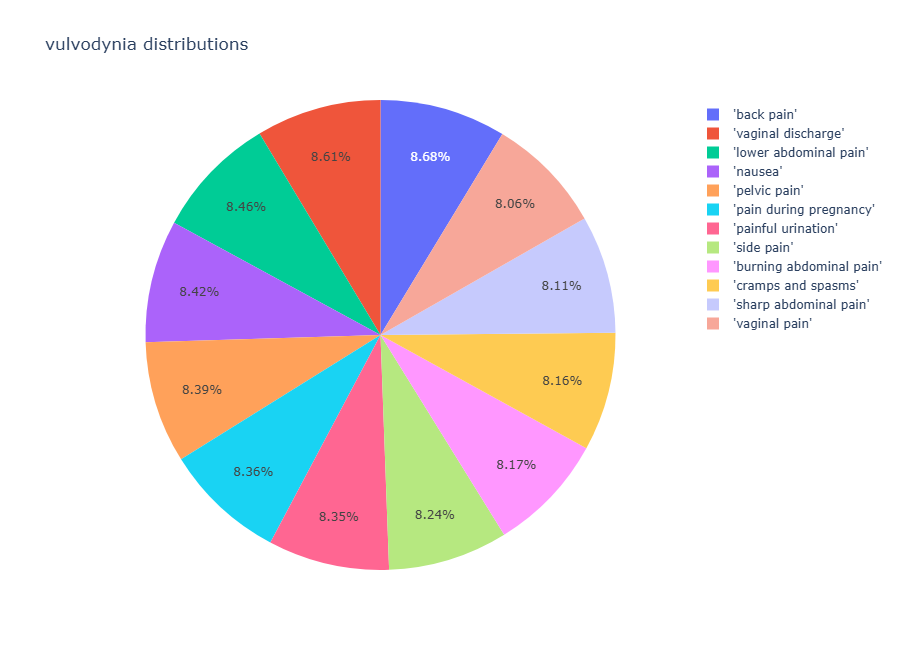 vulvodynia distributions
8.68%
8.61%
8.46%
8.42%
8.39%
8.36%
8.35%
8.24%
8.17%
8.16%
8.11%
8.06%
'back pain'
'vaginal discharge'
'lower abdominal pain'
'nausea'
'pelvic pain'
'pain during pregnancy'
'painful urination'
'side pain'
'burning abdominal pain'
'cramps and spasms'
'sharp abdominal pain'
'vaginal pain'